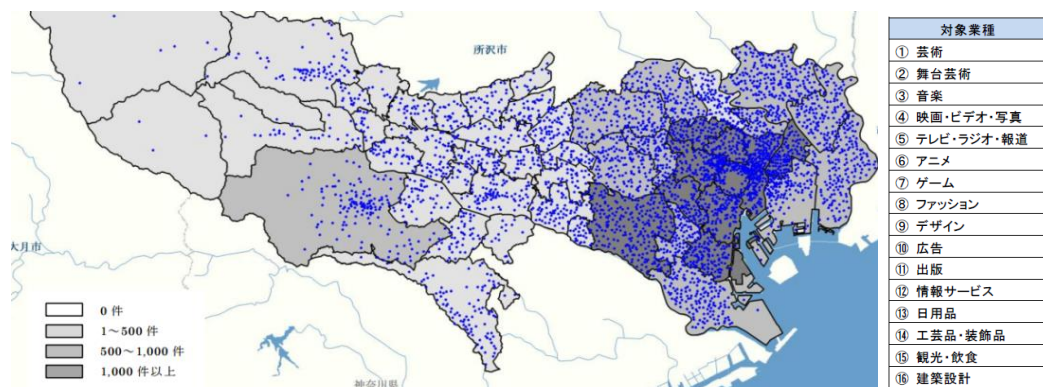 所沢市
大月市
神奈川県
0 件
1～500 件
500～1,000 件
1,000 件以上
対象業種
① 芸術
② 舞台芸術
③ 音楽
④ 映画・ビデオ・写真
⑤ テレビ・ラジオ・報道
⑥ アニメ
⑦ ゲーム
⑧ ファッション
⑨ デザイン
⑩ 広告
⑪ 出版
⑫ 情報サービス
⑬ 日用品
⑭ 工芸品・装飾品
⑮ 観光・飲食
⑯ 建築設計